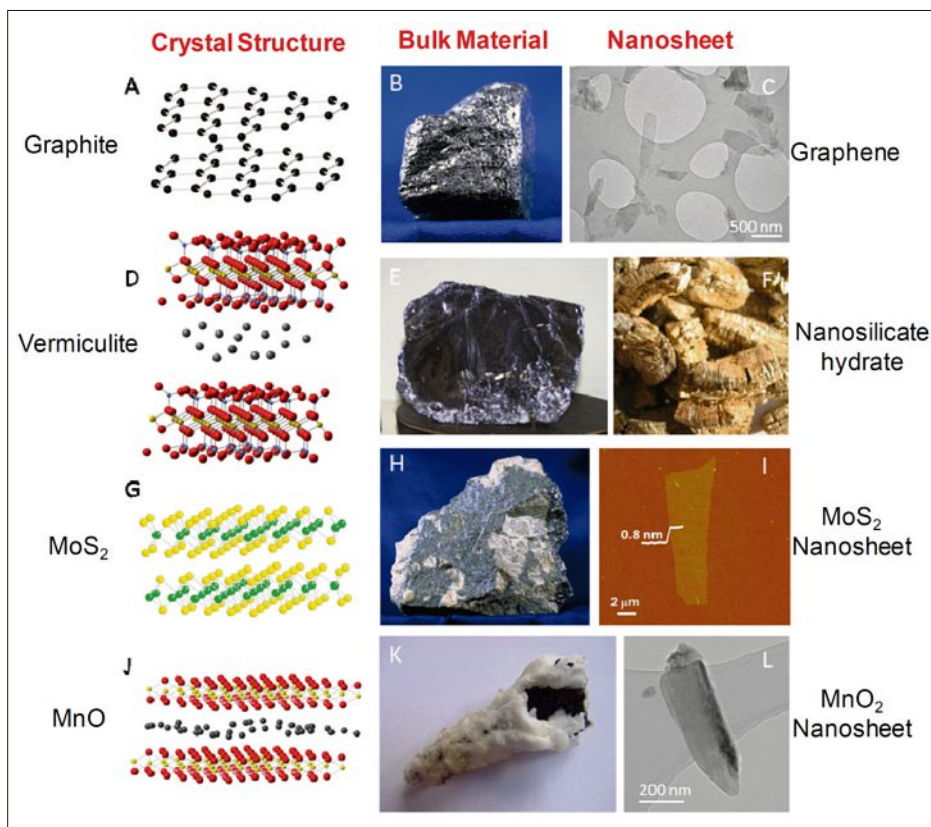 Crystal Structure
Bulk Material
Nanosheet
A
Graphite
B
C
500 nm
Graphene
D
Vermiculite
E
F
Nanosilicate
hydrate
G
MoS2
H
I
0.8 nm
2 μm
MoS2
Nanosheet
J
MnO
K
L
200 nm
MnO2
Nanosheet